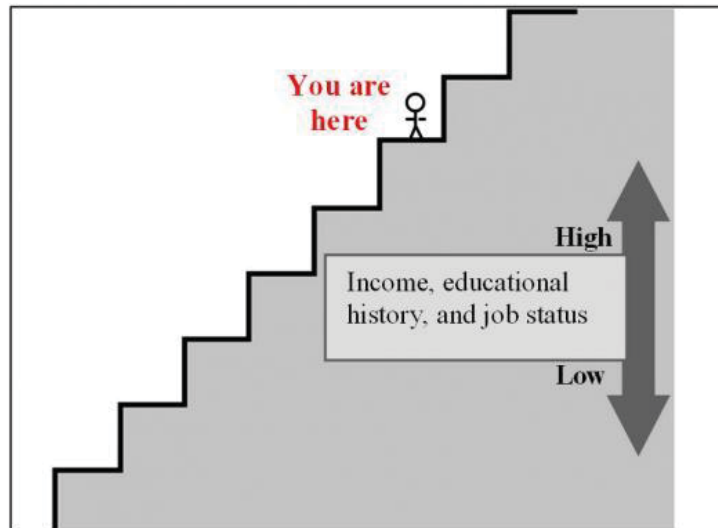 You are
here
High
Income, educational
history, and job status
Low